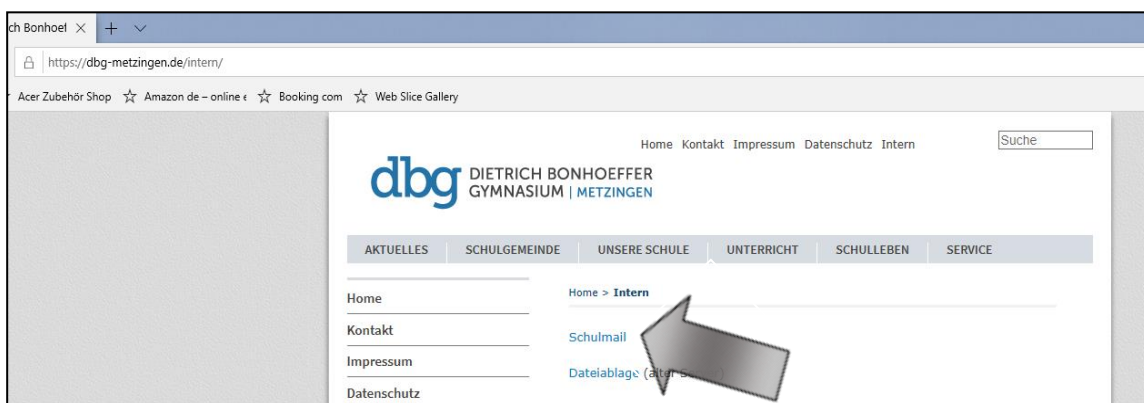 ch Bonhoef
https://dbg-metzingen.de/intern/
Acer Zubehör Shop Amazon de – online e Booking com Web Slice Gallery
Home Kontakt Impressum Datenschutz Intern Suche
dbg DIETRICH BONHOEFFER
GYMNASIUM | METZINGEN
AKTUELLES SCHULGEMEINDE UNSERE SCHULE UNTERRICHT SCHULLEBEN SERVICE
Home > Intern
Home
Kontakt
Schulmail
Impressum
Dateiablage (alter
Datenschutz